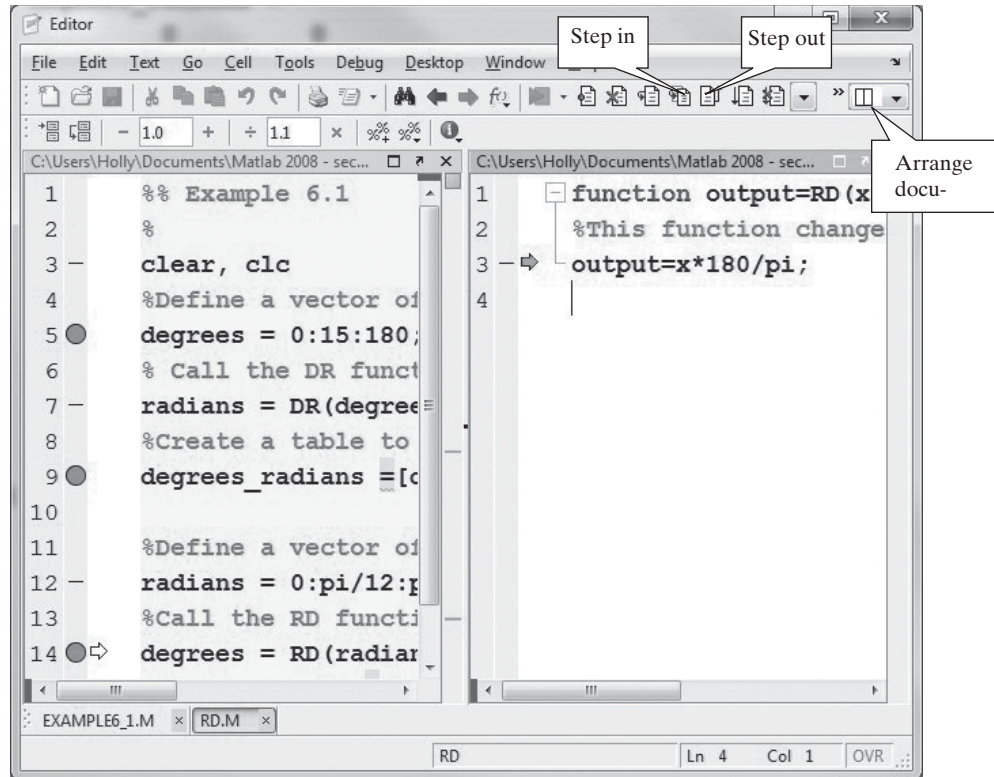 Editor
Step in
Step out
File Edit Text Go Cell Tools Debug Desktop Window
- 1.0 + ÷ 1.1 ×
Arrange
docu-
C:\Users\Holly\Documents\Matlab 2008 - sec...
1 %% Example 6.1
2 %
3 – clear, clc
4 %Define a vector of
5 degrees = 0:15:180;
6 % Call the DR funct
7 – radians = DR(degree
8 %Create a table to
9 degrees_radians =[
10
11 %Define a vector of
12 – radians = 0:pi/12:p
13 %Call the RD functi
14 degrees = RD(radian
C:\Users\Holly\Documents\Matlab 2008 - sec...
1 function output=RD(x
2 %This function change
3 – output=x*180/pi;
4
EXAMPLE6_1.M × RD.M ×
RD Ln 4 Col 1 OVR